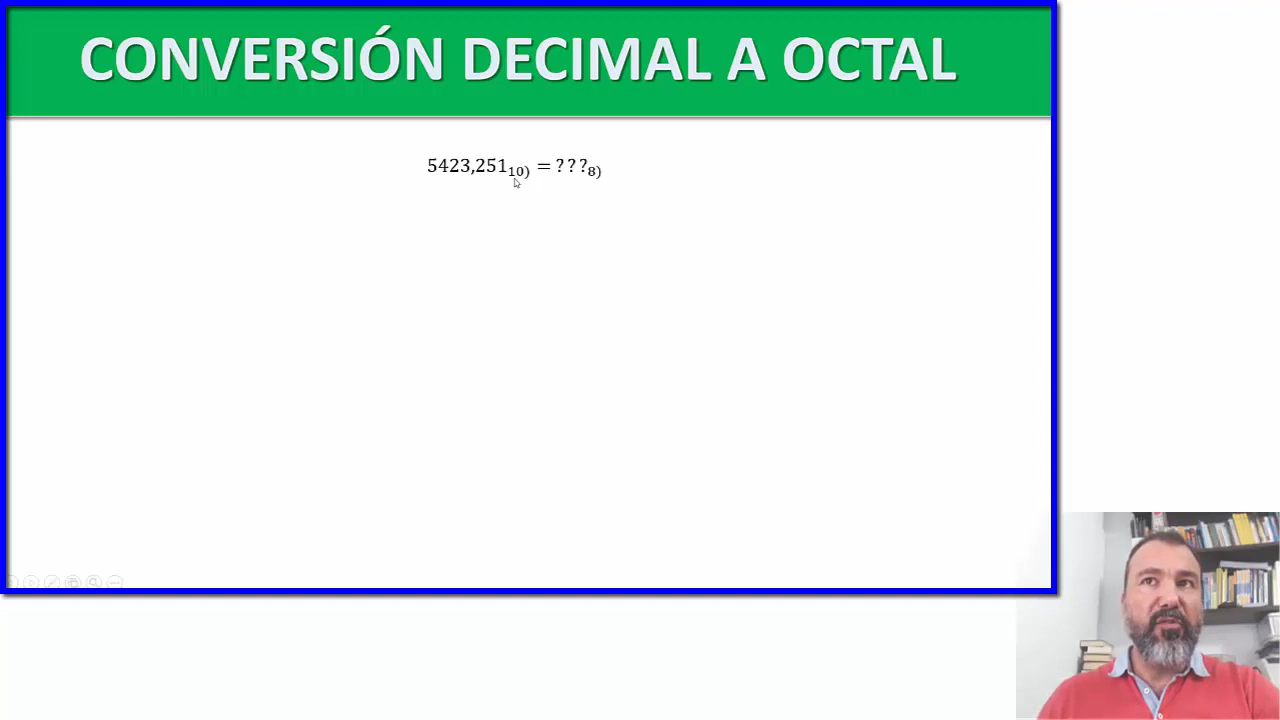 CONVERSIÓN DECIMAL A OCTAL
5423,251₁₀₎ = ???₈₎